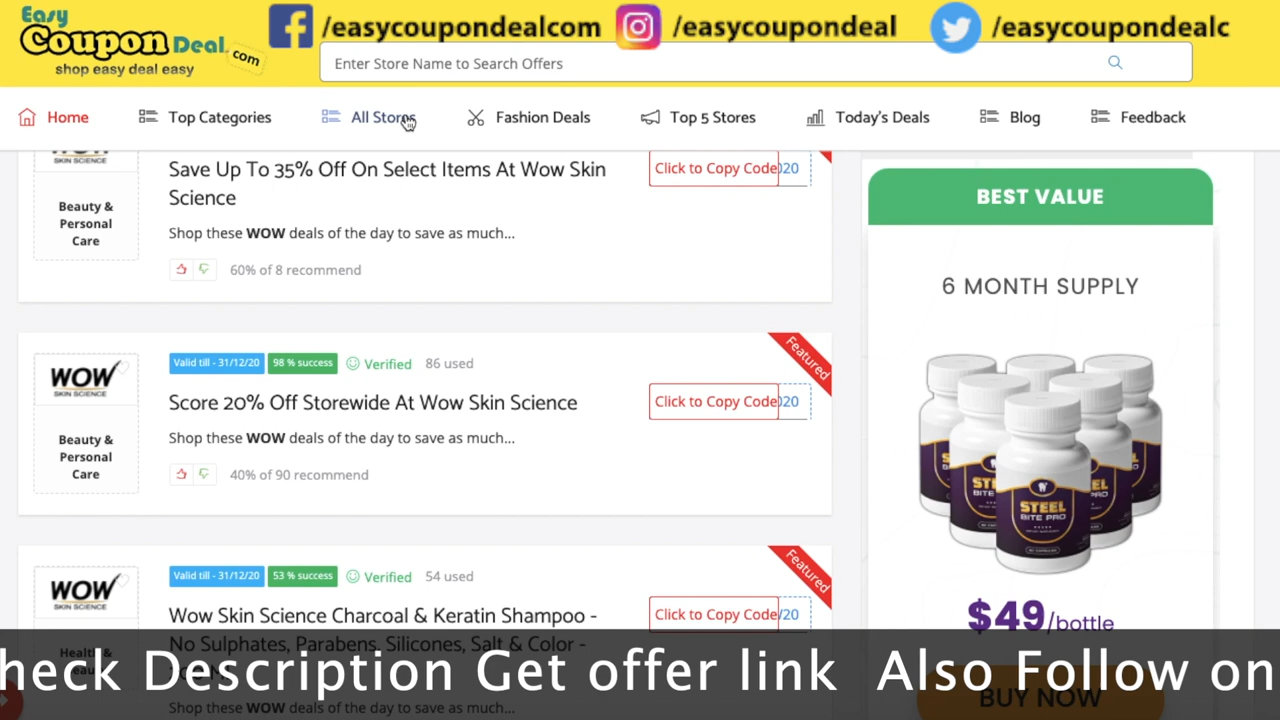 Easy
Coupon Deal .com
shop easy deal easy
/easycoupondealcom
/easycoupondeal
/easycoupondealc
Enter Store Name to Search Offers
Home
Top Categories
All Stores
Fashion Deals
Top 5 Stores
Today's Deals
Blog
Feedback
SKIN SCIENCE
Beauty &
Personal
Care
Save Up To 35% Off On Select Items At Wow Skin
Science
Shop these WOW deals of the day to save as much...
60% of 8 recommend
Click to Copy Code 20
WOW
SKIN SCIENCE
Beauty &
Personal
Care
Valid till - 31/12/20 98 % success Verified 86 used
Score 20% Off Storewide At Wow Skin Science
Shop these WOW deals of the day to save as much...
40% of 90 recommend
Click to Copy Code 20
Featured
WOW
SKIN SCIENCE
Valid till - 31/12/20 53 % success Verified 54 used
Wow Skin Science Charcoal & Keratin Shampoo -
No Sulphates, Parabens, Silicones, Salt & Color -
Shop these WOW deals of the day to save as much...
Click to Copy Code /20
Featured
BEST VALUE
6 MONTH SUPPLY
STEEL
BITE PRO
$49/bottle
BUY NOW
heck Description Get offer link Also Follow on